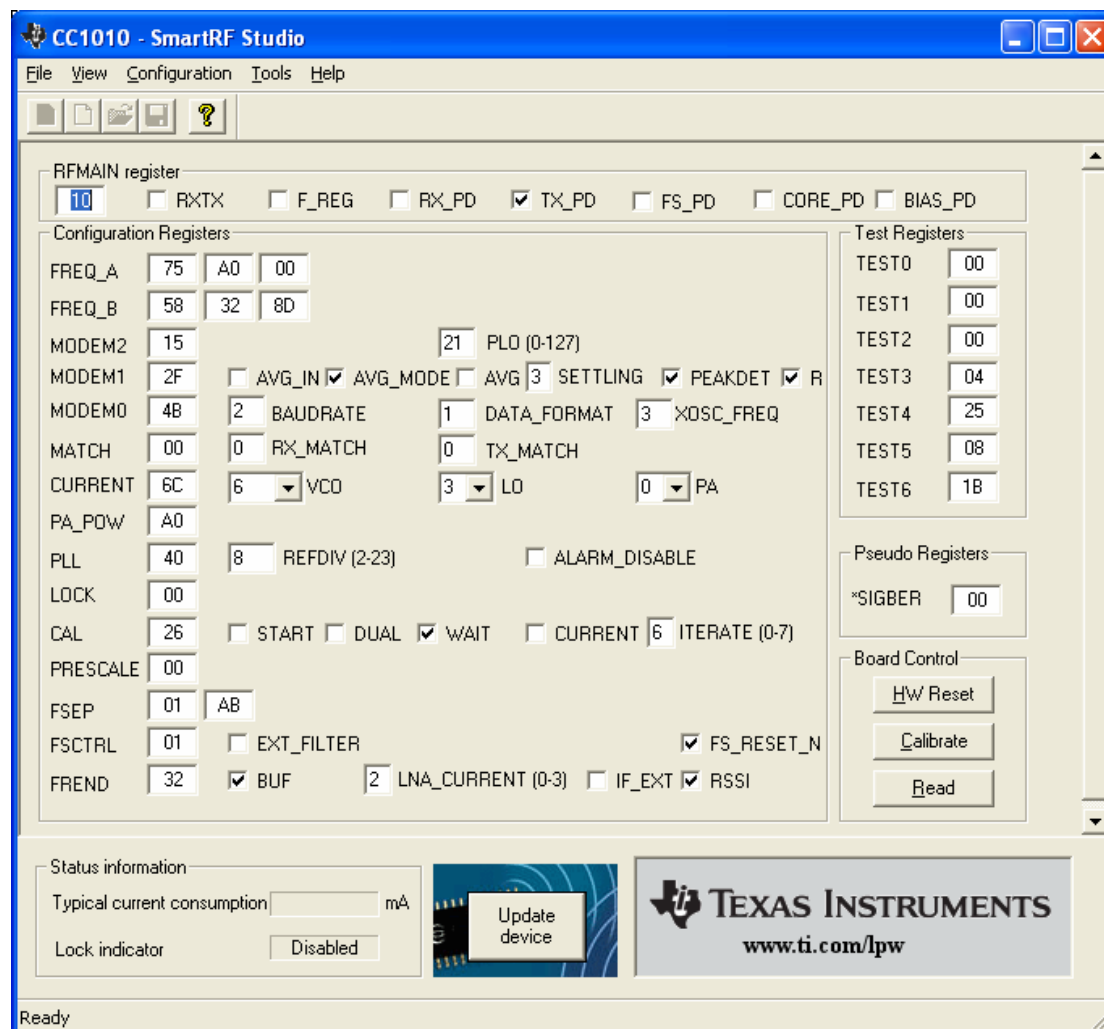 CC1010 - SmartRF Studio
File View Configuration Tools Help
RFMAIN register
10 RXTX F_REG RX_PD TX_PD FS_PD CORE_PD BIAS_PD
Configuration Registers
FREQ_A 75 A0 00
FREQ_B 58 32 8D
MODEM2 15 21 PLO (0-127)
MODEM1 2F AVG_IN AVG_MODE AVG 3 SETTLING PEAKDET R
MODEM0 4B 2 BAUDRATE 1 DATA_FORMAT 3 XOSC_FREQ
MATCH 00 0 RX_MATCH 0 TX_MATCH
CURRENT 6C 6 VCO 3 LO 0 PA
PA_POW A0
PLL 40 8 REFDIV (2-23) ALARM_DISABLE
LOCK 00
CAL 26 START DUAL WAIT CURRENT 6 ITERATE (0-7)
PRESCALE 00
FSEP 01 AB
FSCTRL 01 EXT_FILTER FS_RESET_N
FREND 32 BUF 2 LNA_CURRENT (0-3) IF_EXT RSSI
Test Registers
TEST0 00
TEST1 00
TEST2 00
TEST3 04
TEST4 25
TEST5 08
TEST6 1B
Pseudo Registers
*SIGBER 00
Board Control
HW Reset
Calibrate
Read
Status information
Typical current consumption mA
Lock indicator Disabled
Update
device
TEXAS INSTRUMENTS
www.ti.com/lpw
Ready